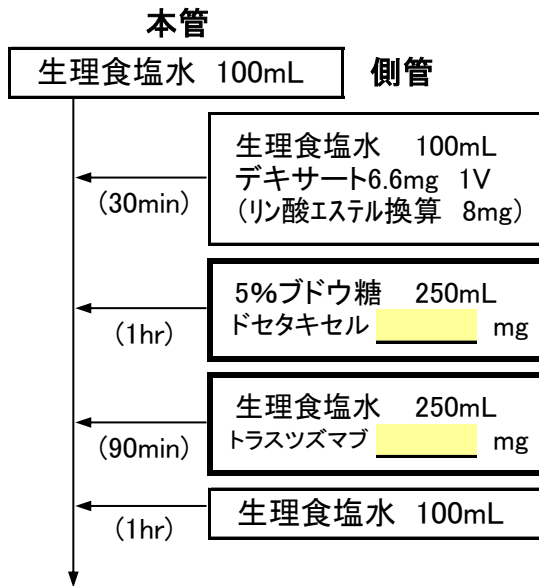 本管
生理食塩水 100mL
側管
生理食塩水 100mL
デキサート6.6mg 1V
(リン酸エステル換算 8mg)
(30min)
5%ブドウ糖 250mL
ドセタキセル mg
(1hr)
生理食塩水 250mL
トラスツズマブ mg
(90min)
生理食塩水 100mL
(1hr)